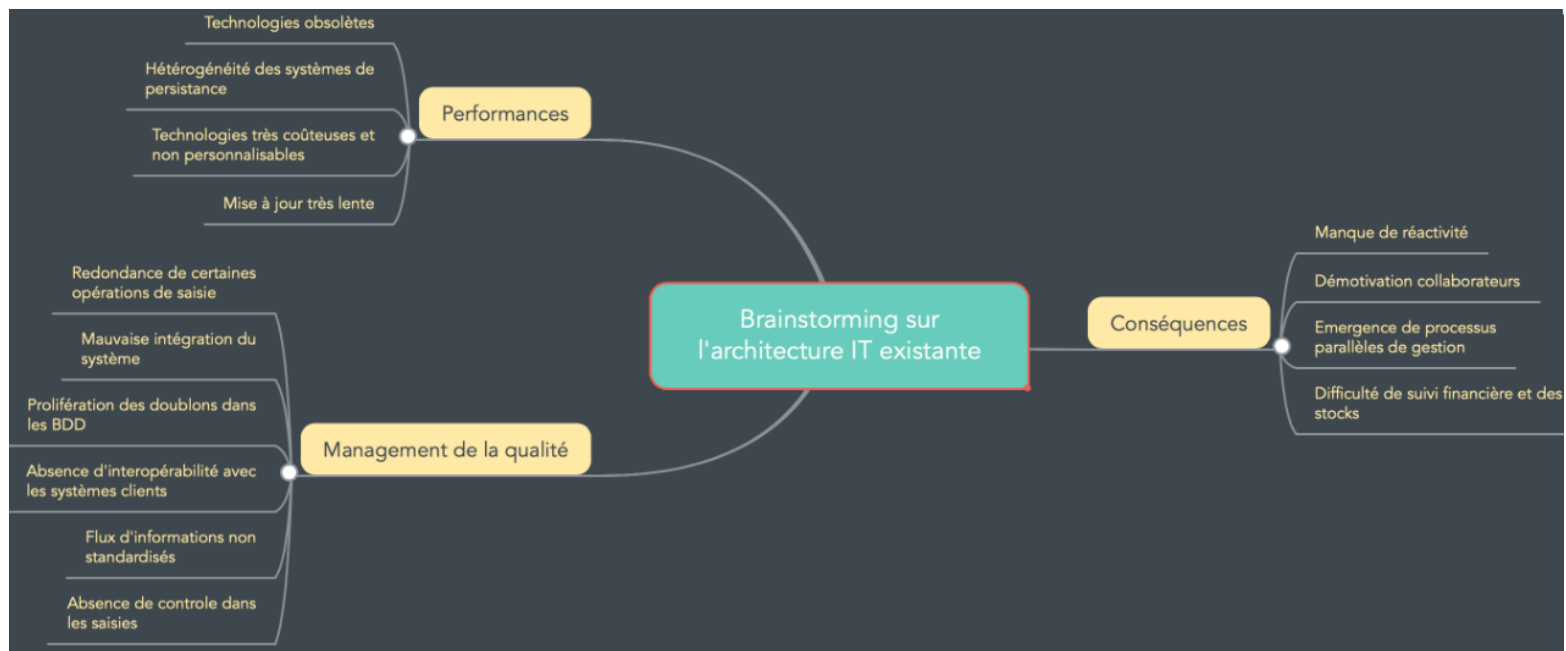 Technologies obsolètes
Hétérogénéité des systèmes de
persistance
Technologies très coûteuses et
non personnalisables
Mise à jour très lente
Performances
Redondance de certaines
opérations de saisie
Mauvaise intégration du
système
Prolifération des doublons dans
les BDD
Absence d'interopérabilité avec
les systèmes clients
Flux d'informations non
standardisés
Absence de controle dans
les saisies
Management de la qualité
Brainstorming sur
l'architecture IT existante
Conséquences
Manque de réactivité
Démotivation collaborateurs
Emergence de processus
parallèles de gestion
Difficulté de suivi financière et des
stocks